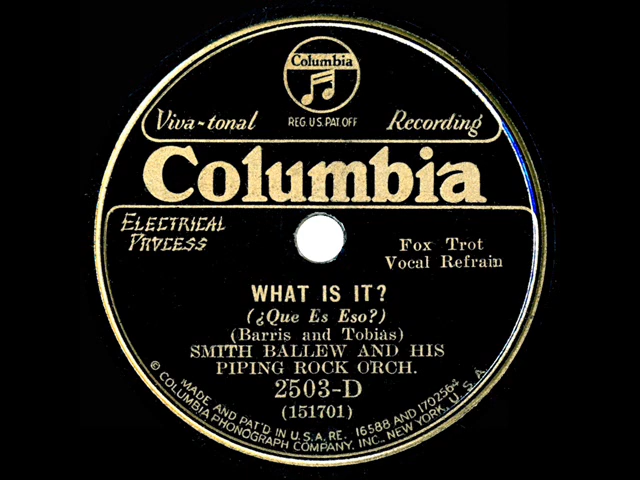 Columbia
Viva-tonal REG. U.S. PAT. OFF. Recording
Columbia
ELECTRICAL
PROCESS
Fox Trot
Vocal Refrain
WHAT IS IT?
(¿Que Es Eso?)
(Barris and Tobias)
SMITH BALLEW AND HIS
PIPING ROCK ORCH.
2503-D
(151701)
MADE AND PAT'D IN U.S.A., RE. 16588 AND 1702564
© COLUMBIA PHONOGRAPH COMPANY, INC., NEW YORK, U.S.A.